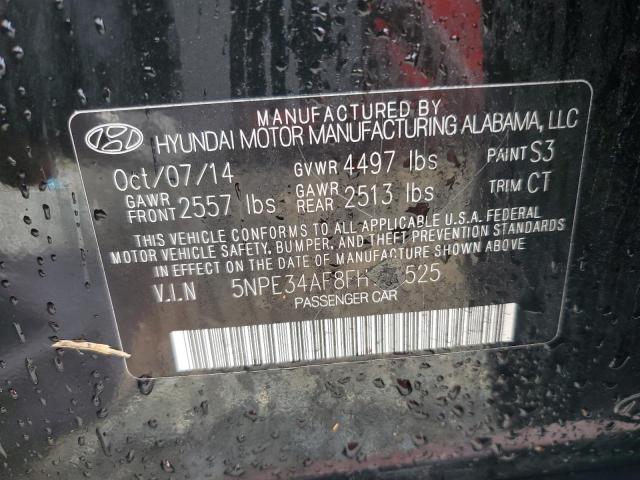 MANUFACTURED BY
HYUNDAI MOTOR MANUFACTURING ALABAMA, LLC
Oct/07/14 GVWR 4497 lbs PAINT S3
GAWR FRONT 2557 lbs GAWR REAR 2513 lbs TRIM CT
THIS VEHICLE CONFORMS TO ALL APPLICABLE U.S.A. FEDERAL
MOTOR VEHICLE SAFETY, BUMPER, AND THEFT PREVENTION STANDARDS
IN EFFECT ON THE DATE OF MANUFACTURE SHOWN ABOVE
V.I.N 5NPE34AF8FH 525
PASSENGER CAR